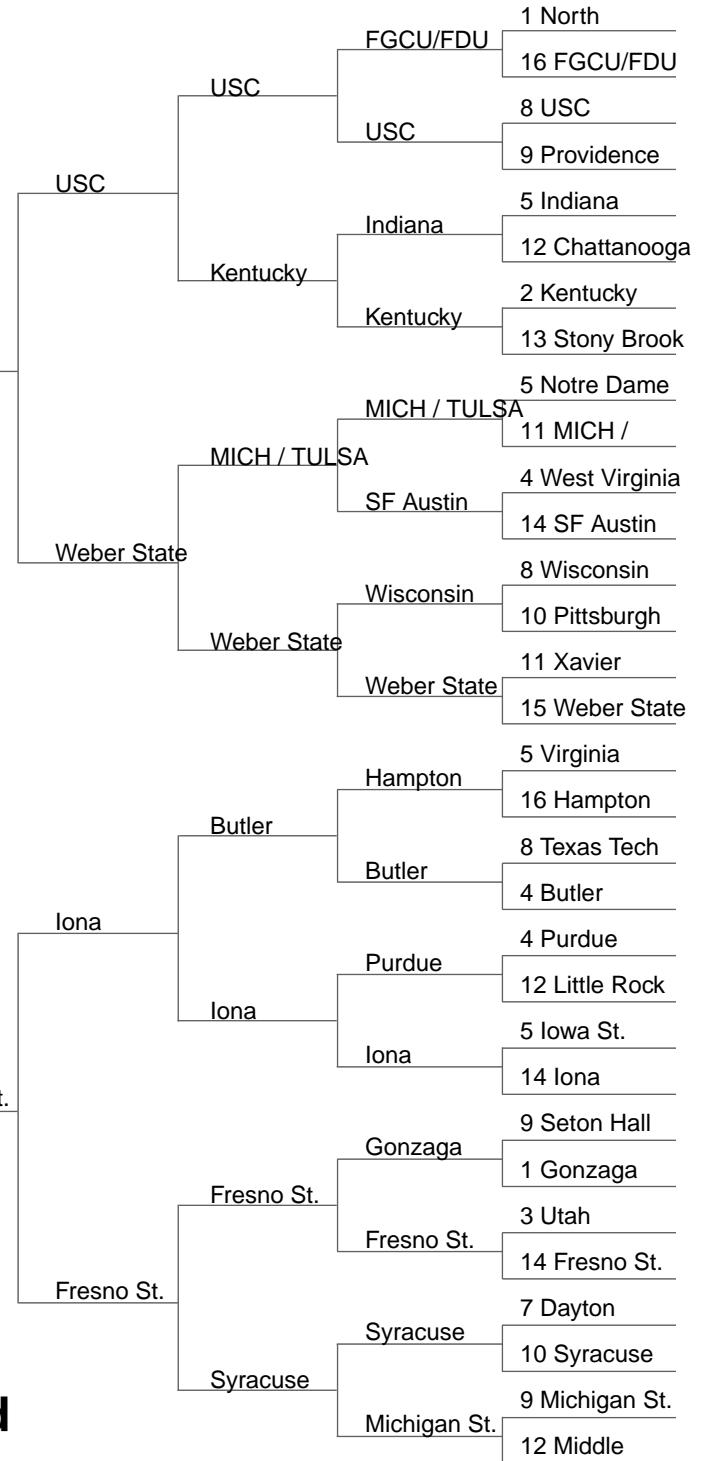 1 North
FGCU/FDU
16 FGCU/FDU
USC
8 USC
USC
9 Providence
USC
5 Indiana
Indiana
12 Chattanooga
Kentucky
2 Kentucky
Kentucky
13 Stony Brook
5 Notre Dame
MICH / TULSA
11 MICH /
MICH / TULSA
4 West Virginia
SF Austin
14 SF Austin
Weber State
8 Wisconsin
Wisconsin
10 Pittsburgh
Weber State
11 Xavier
Weber State
15 Weber State
5 Virginia
Hampton
16 Hampton
Butler
8 Texas Tech
Butler
4 Butler
Iona
4 Purdue
Purdue
12 Little Rock
Iona
5 Iowa St.
Iona
14 Iona
9 Seton Hall
Gonzaga
1 Gonzaga
Fresno St.
3 Utah
Fresno St.
14 Fresno St.
Fresno St.
7 Dayton
Syracuse
10 Syracuse
Syracuse
9 Michigan St.
Michigan St.
12 Middle